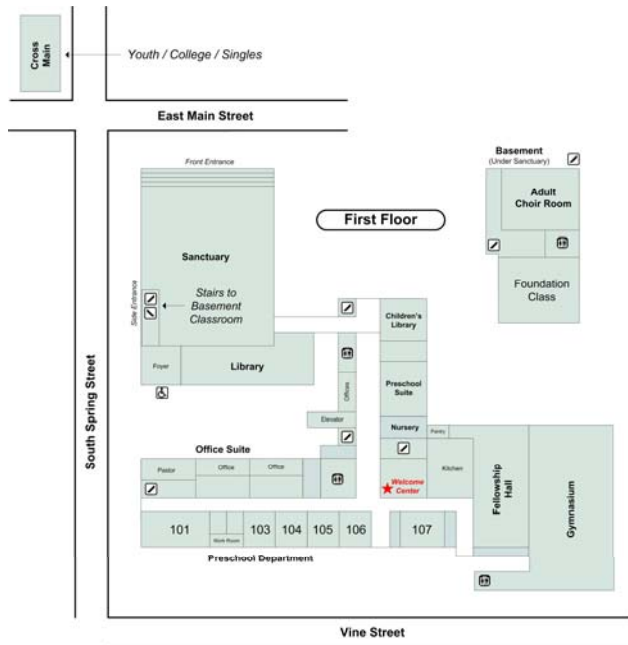 Cross
Main
Youth / College / Singles
East Main Street
South Spring Street
Front Entrance
Sanctuary
Side Entrance
Stairs to
Basement
Classroom
Foyer
Library
First Floor
Basement
(Under Sanctuary)
Adult
Choir Room
Foundation
Class
Children's
Library
Preschool
Suite
Offices
Elevator
Nursery
Pantry
Kitchen
Welcome
Center
Fellowship
Hall
Gymnasium
Office Suite
Pastor
Office
Office
101
Work Room
103
104
105
106
107
Preschool Department
Vine Street